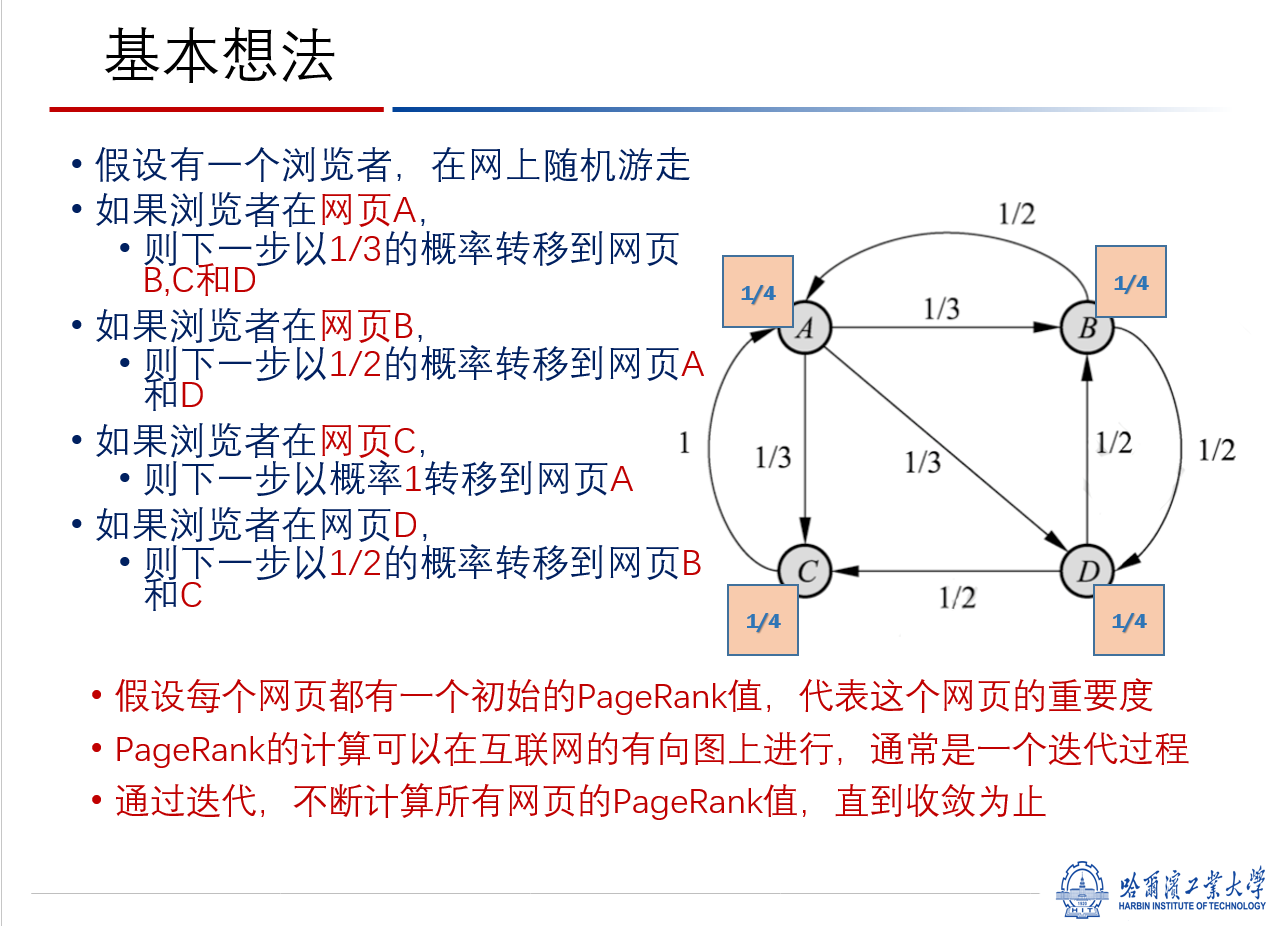 基本想法
• 假设有一个浏览者，在网上随机游走
• 如果浏览者在网页A,
• 则下一步以1/3的概率转移到网页
B,C和D
• 如果浏览者在网页B,
• 则下一步以1/2的概率转移到网页A
和D
• 如果浏览者在网页C,
• 则下一步以概率1转移到网页A
• 如果浏览者在网页D,
• 则下一步以1/2的概率转移到网页B
和C
1/2
1/4
1/4
A
1/3
B
1
1/3
1/3
1/2
1/2
C
1/2
D
1/4
1/4
• 假设每个网页都有一个初始的PageRank值，代表这个网页的重要度
• PageRank的计算可以在互联网的有向图上进行，通常是一个迭代过程
• 通过迭代，不断计算所有网页的PageRank值，直到收敛为止
1920
HIT
哈爾濱工業大學
HARBIN INSTITUTE OF TECHNOLOGY